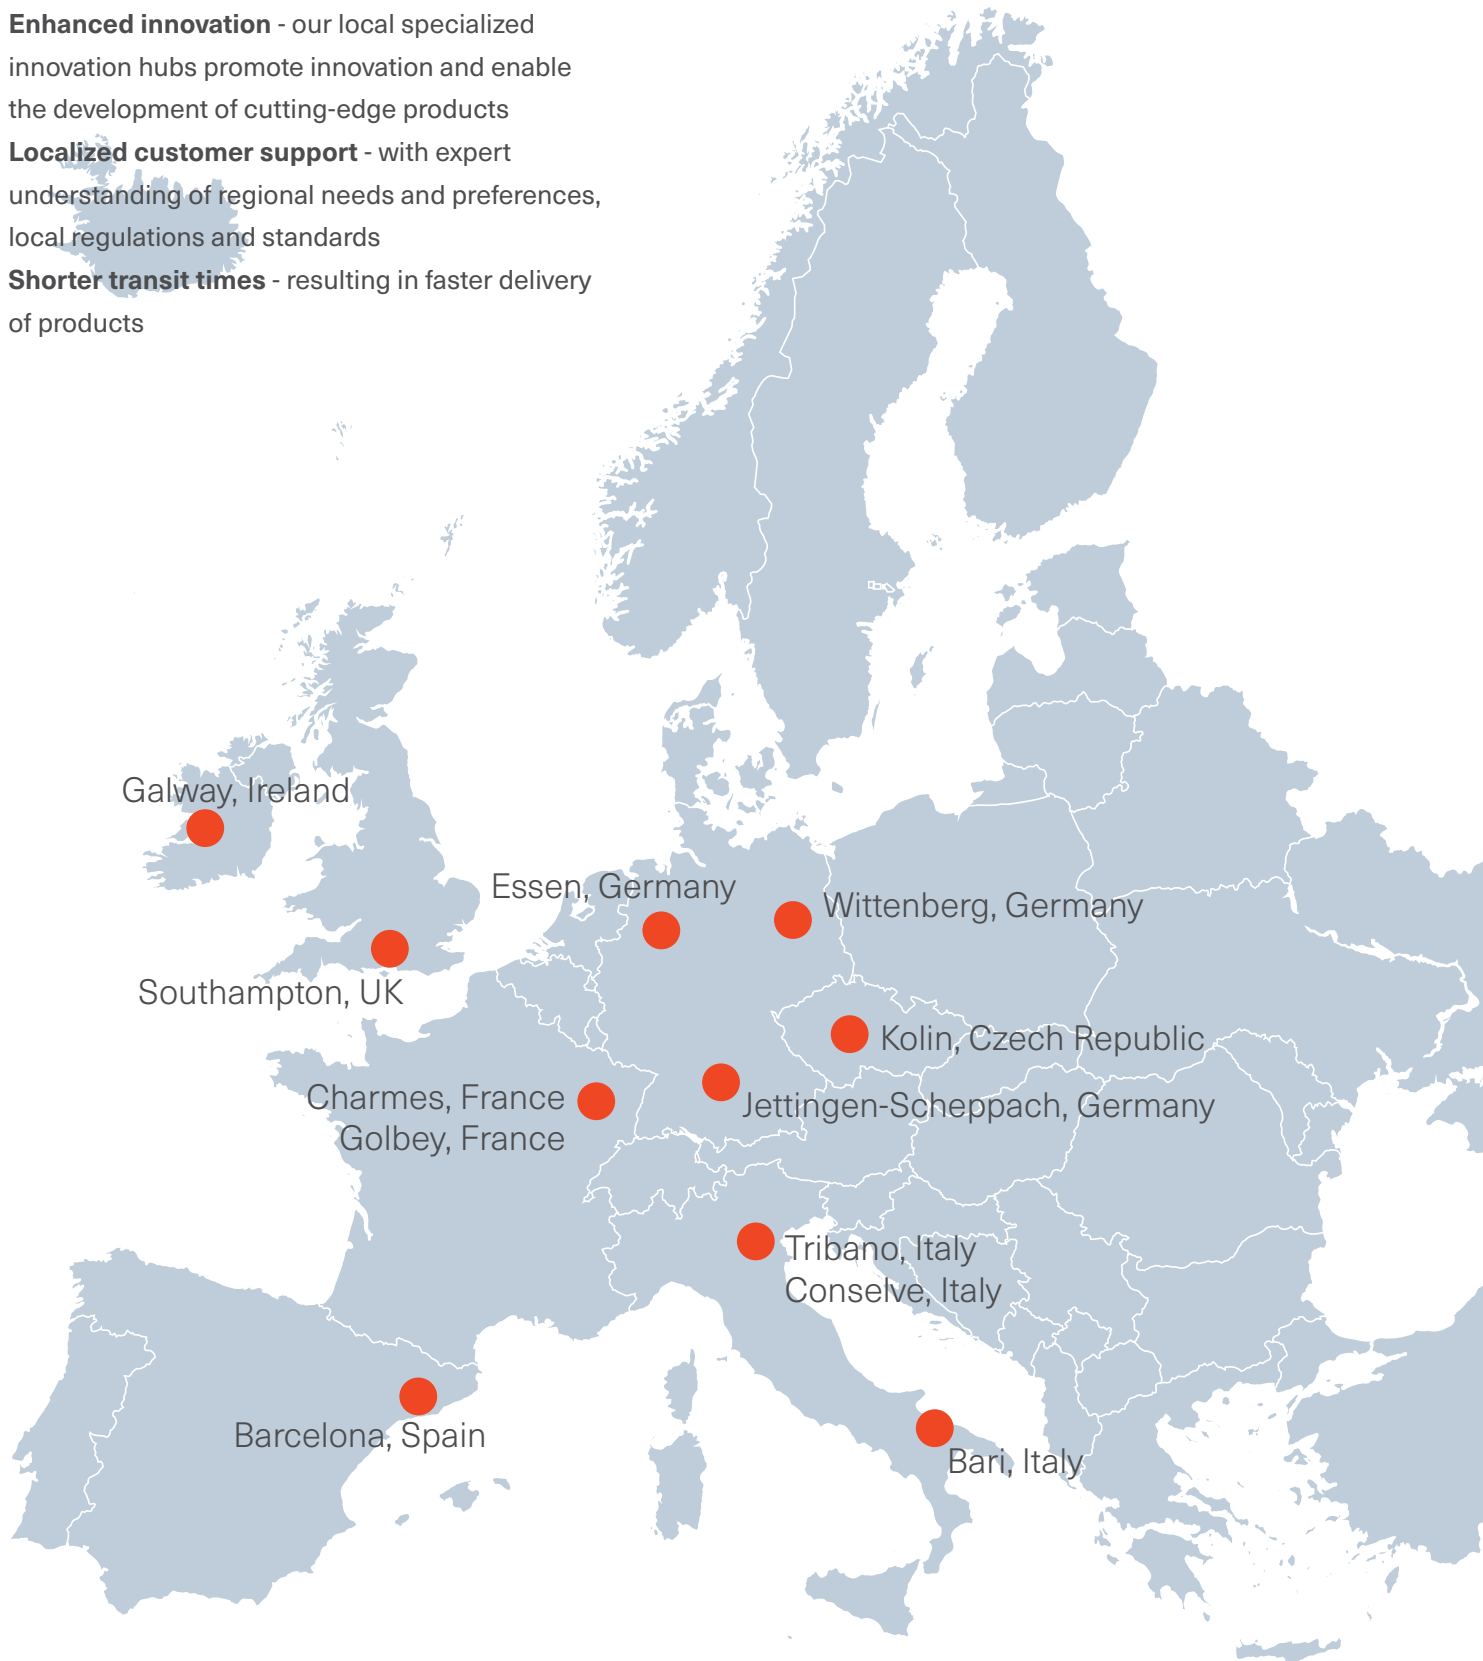 Enhanced innovation - our local specialized
innovation hubs promote innovation and enable
the development of cutting-edge products
Localized customer support - with expert
understanding of regional needs and preferences,
local regulations and standards
Shorter transit times - resulting in faster delivery
of products
Galway, Ireland
Essen, Germany
Wittenberg, Germany
Southampton, UK
Kolin, Czech Republic
Charmes, France
Golbey, France
Jettingen-Scheppach, Germany
Tribano, Italy
Conselve, Italy
Barcelona, Spain
Bari, Italy